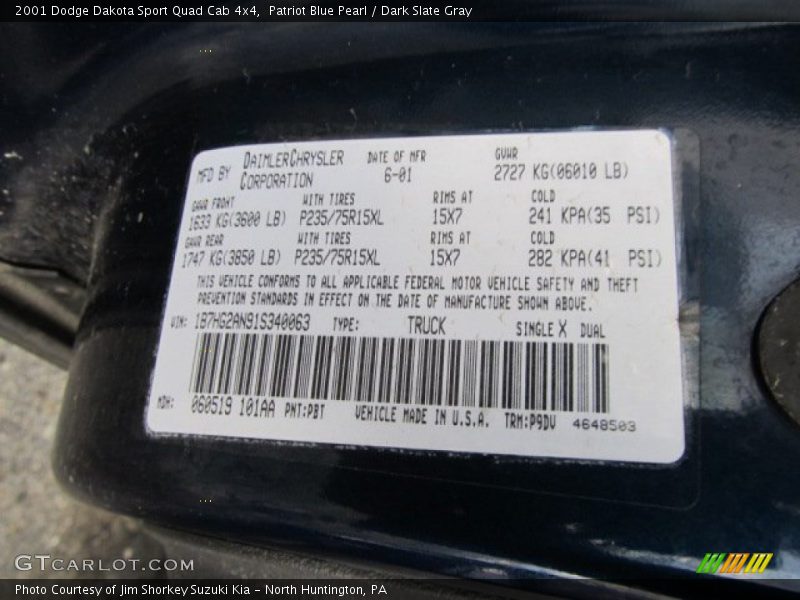 2001 Dodge Dakota Sport Quad Cab 4x4,  Patriot Blue Pearl / Dark Slate Gray
MFD BY DAIMLERCHRYSLER CORPORATION DATE OF MFR 6-01 GVWR 2727 KG(06010 LB)
GAWR FRONT WITH TIRES RIMS AT COLD
1633 KG(3600 LB) P235/75R15XL 15X7 241 KPA(35 PSI)
GAWR REAR WITH TIRES RIMS AT COLD
1747 KG(3850 LB) P235/75R15XL 15X7 282 KPA(41 PSI)
THIS VEHICLE CONFORMS TO ALL APPLICABLE FEDERAL MOTOR VEHICLE SAFETY AND THEFT
PREVENTION STANDARDS IN EFFECT ON THE DATE OF MANUFACTURE SHOWN ABOVE.
VIN: 1B7HG2AN91S340063 TYPE: TRUCK SINGLE X DUAL
MDH: 060519 101AA PNT:PBT VEHICLE MADE IN U.S.A. TRM:P9DV 4648503
GTCARLOT.COM
Photo Courtesy of Jim Shorkey Suzuki Kia – North Huntington, PA